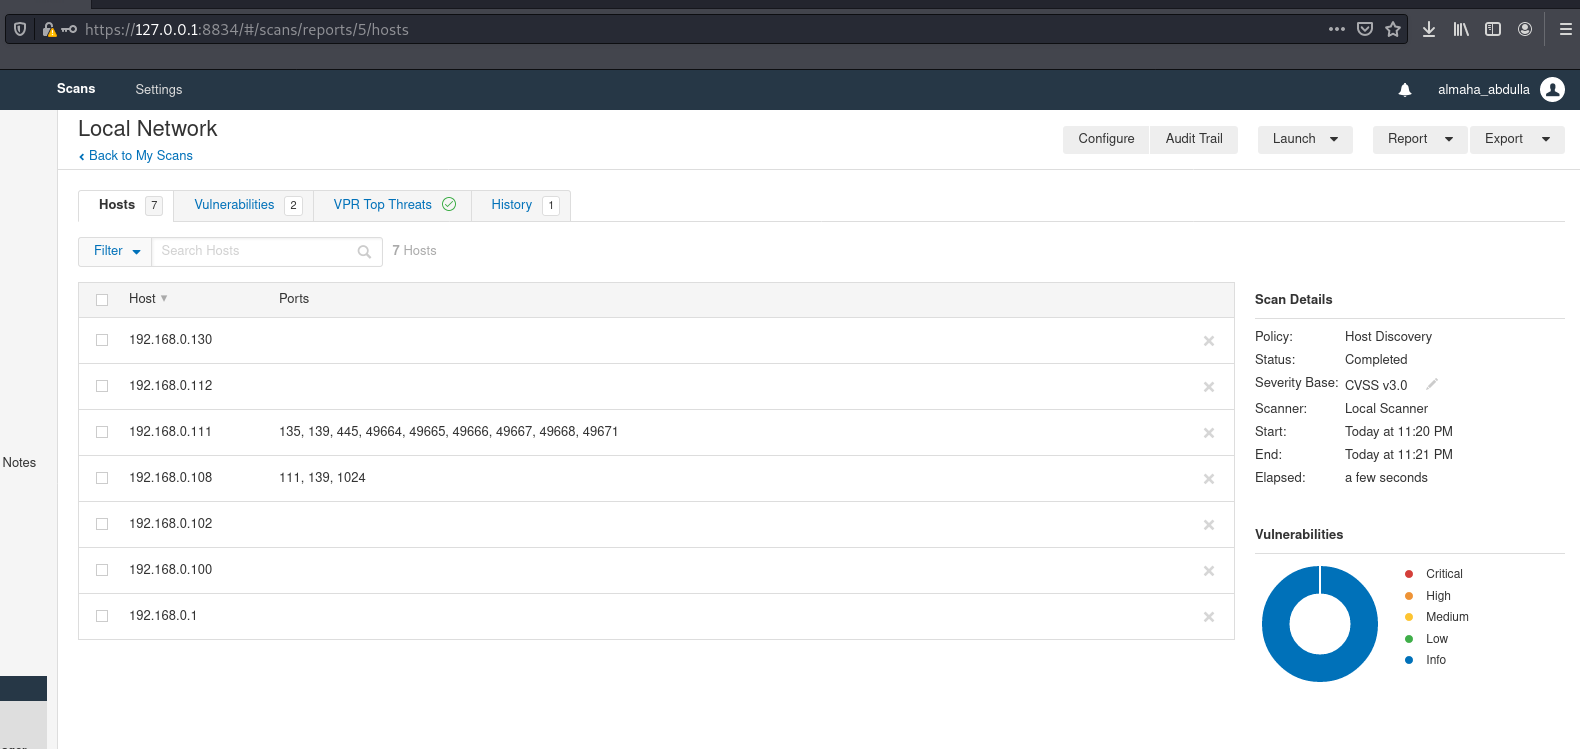 https://127.0.0.1:8834/#/scans/reports/5/hosts
Scans Settings almaha_abdulla
Local Network
Back to My Scans
Configure Audit Trail Launch Report Export
Hosts 7 Vulnerabilities 2 VPR Top Threats History 1
Filter Search Hosts 7 Hosts
Host Ports
192.168.0.130
192.168.0.112
192.168.0.111 135, 139, 445, 49664, 49665, 49666, 49667, 49668, 49671
192.168.0.108 111, 139, 1024
192.168.0.102
192.168.0.100
192.168.0.1
Notes
Scan Details
Policy: Host Discovery
Status: Completed
Severity Base: CVSS v3.0
Scanner: Local Scanner
Start: Today at 11:20 PM
End: Today at 11:21 PM
Elapsed: a few seconds
Vulnerabilities
Critical
High
Medium
Low
Info